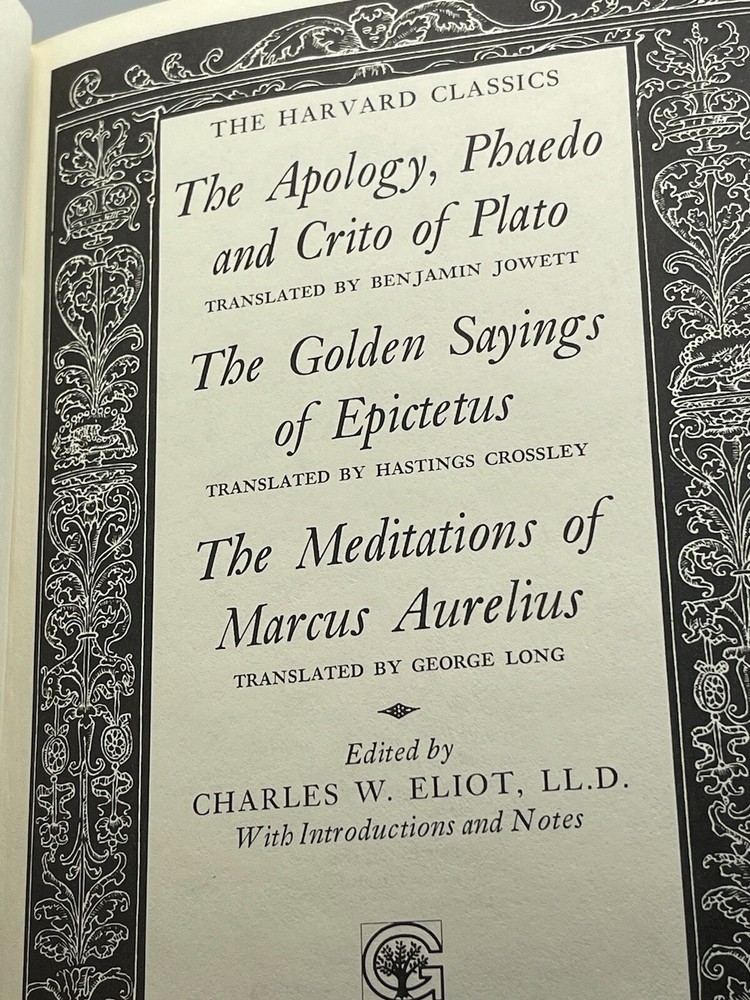 THE HARVARD CLASSICS
The Apology, Phaedo
and Crito of Plato
TRANSLATED BY BENJAMIN JOWETT
The Golden Sayings
of Epictetus
TRANSLATED BY HASTINGS CROSSLEY
The Meditations of
Marcus Aurelius
TRANSLATED BY GEORGE LONG
Edited by
CHARLES W. ELIOT, LL.D.
With Introductions and Notes
G